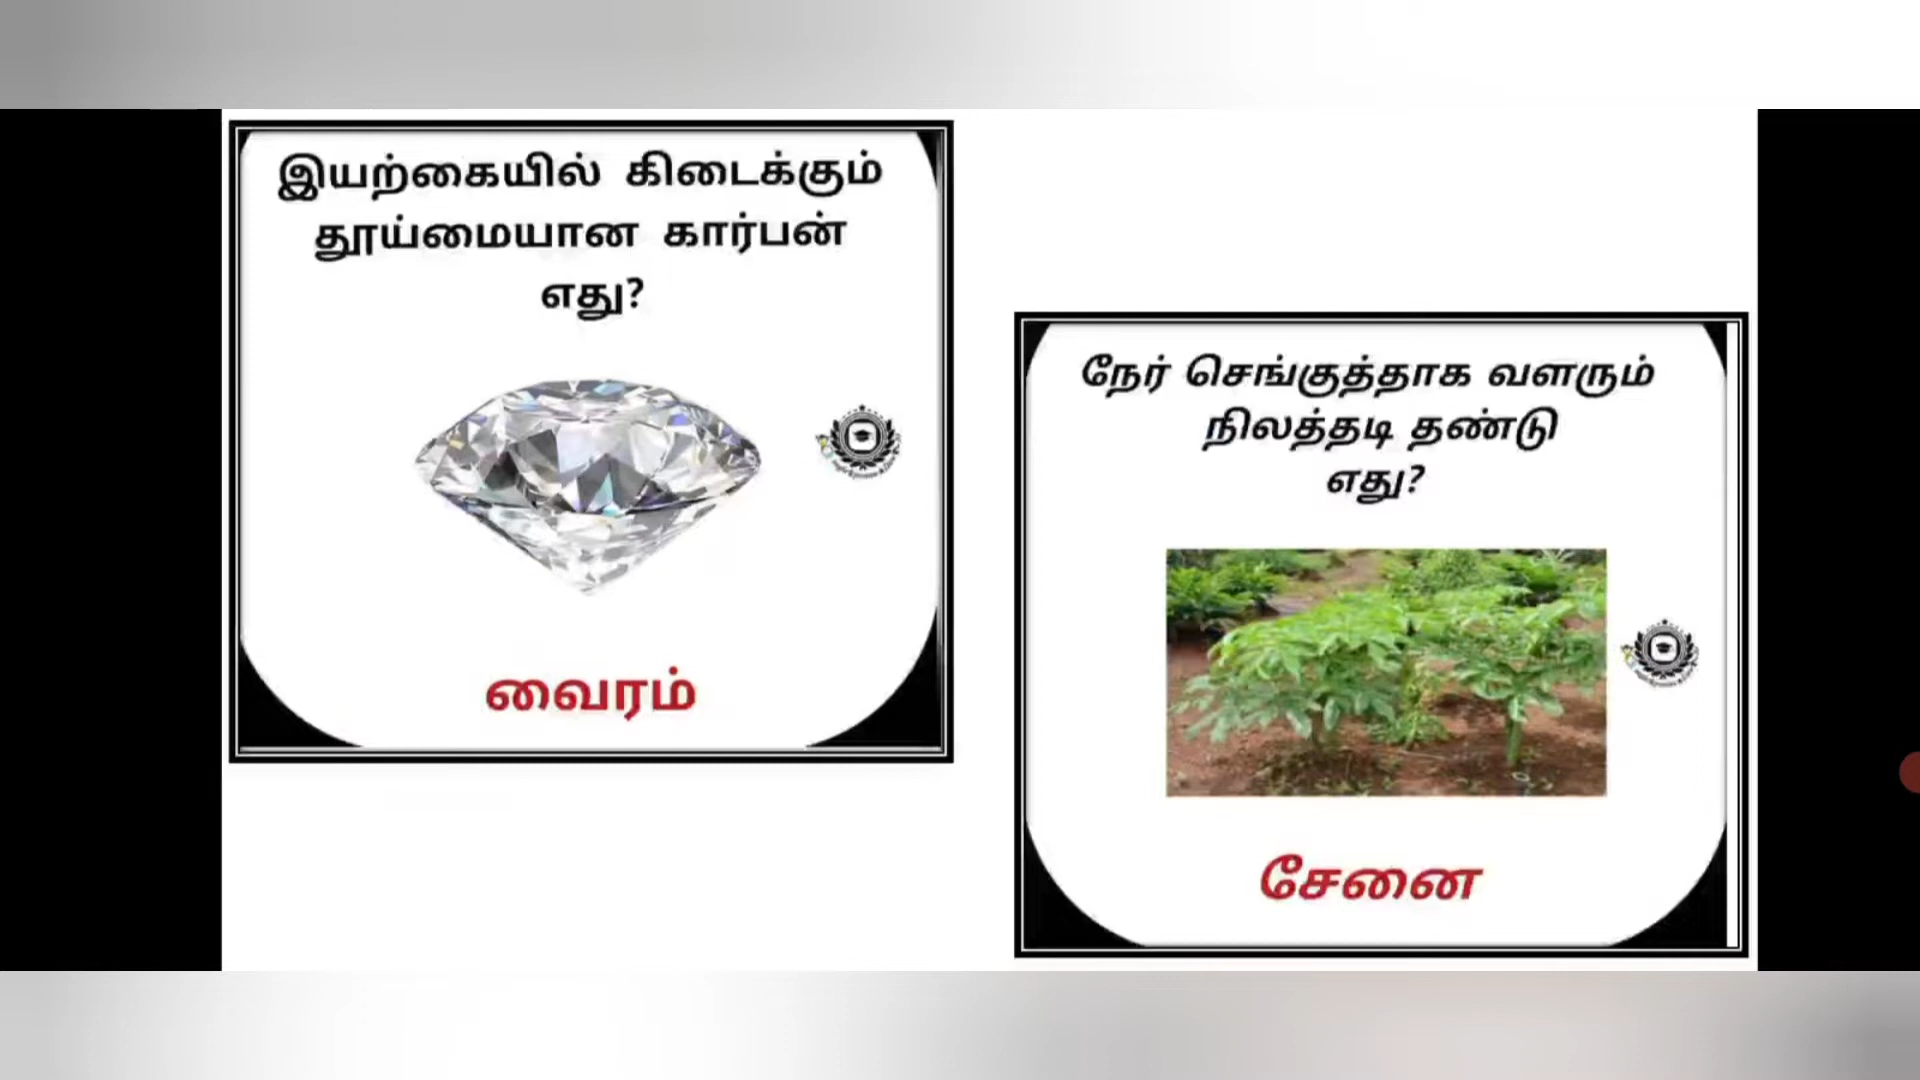 இயற்கையில் கிடைக்கும்
தூய்மையான கார்பன்
எது?
வைரம்
நேர் செங்குத்தாக வளரும்
நிலத்தடி தண்டு
எது?
சேனை